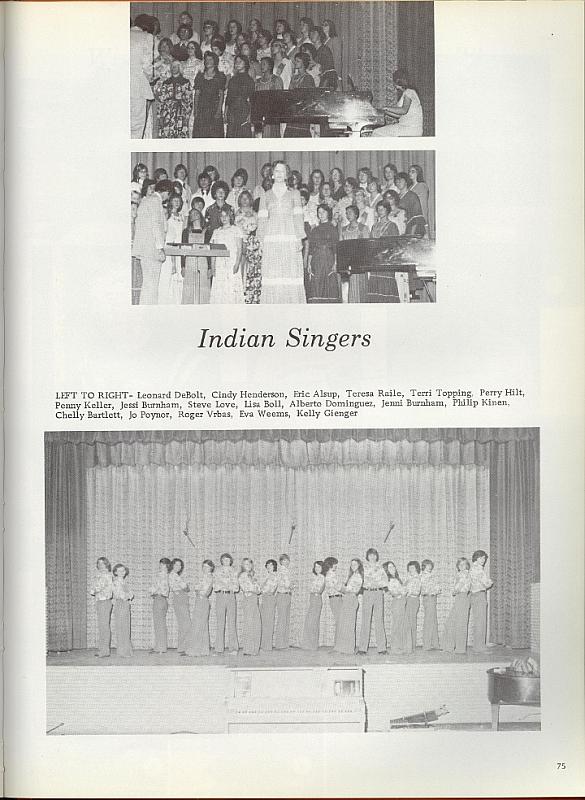 Indian Singers
LEFT TO RIGHT- Leonard DeBolt, Cindy Henderson, Eric Alsup, Teresa Raile, Terri Topping, Perry Hilt,
Penny Keller, Jessi Burnham, Steve Love, Lisa Boll, Alberto Dominguez, Jenni Burnham, Philip Kinen,
Chelly Bartlett, Jo Poynor, Roger Vrbas, Eva Weems, Kelly Gienger
75